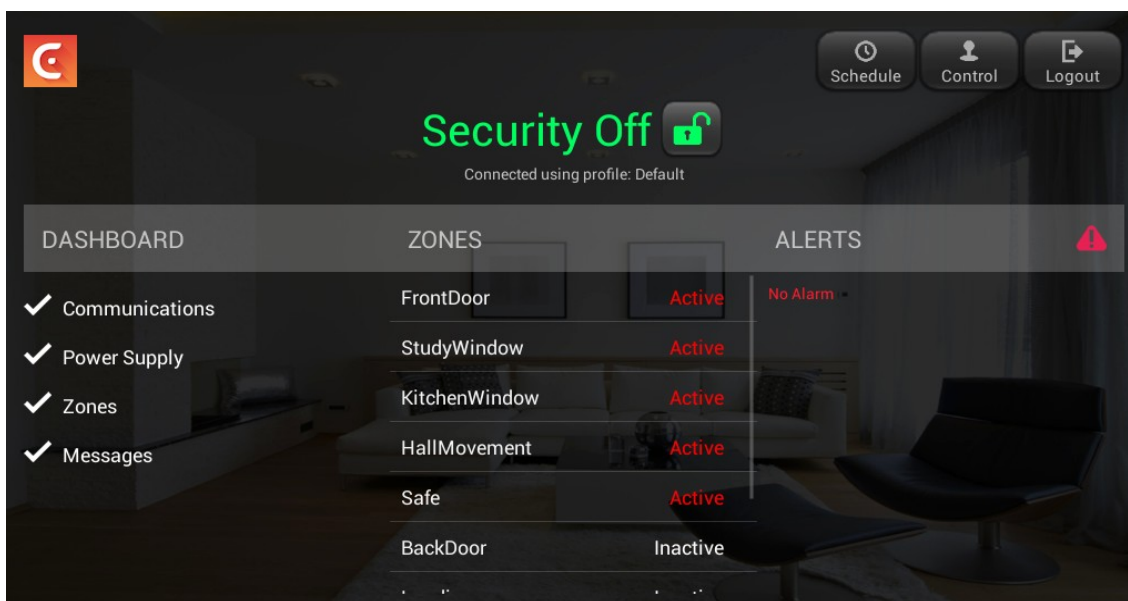 Schedule
Control
Logout
Security Off
Connected using profile: Default
DASHBOARD
ZONES
ALERTS
Communications
Power Supply
Zones
Messages
FrontDoor Active
StudyWindow Active
KitchenWindow Active
HallMovement Active
Safe Active
BackDoor Inactive
No Alarm -